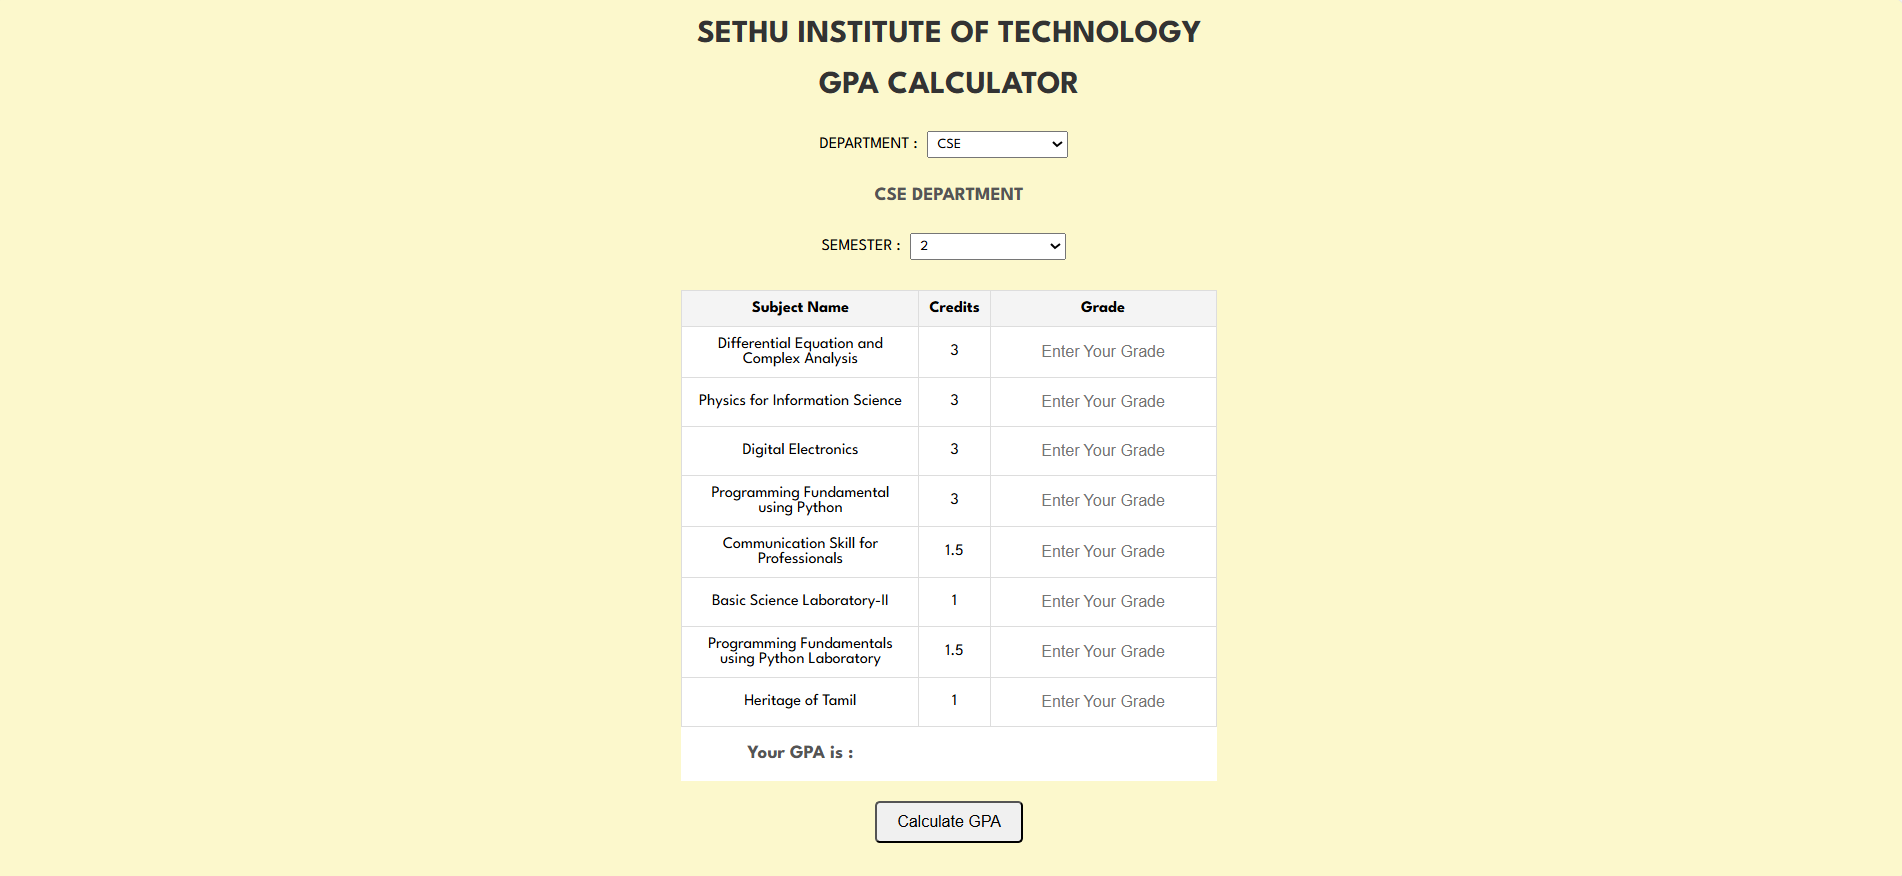 SETHU INSTITUTE OF TECHNOLOGY
GPA CALCULATOR
DEPARTMENT : CSE
CSE DEPARTMENT
SEMESTER : 2
Subject Name Credits Grade
Differential Equation and
Complex Analysis 3 Enter Your Grade
Physics for Information Science 3 Enter Your Grade
Digital Electronics 3 Enter Your Grade
Programming Fundamental
using Python 3 Enter Your Grade
Communication Skill for
Professionals 1.5 Enter Your Grade
Basic Science Laboratory-II 1 Enter Your Grade
Programming Fundamentals
using Python Laboratory 1.5 Enter Your Grade
Heritage of Tamil 1 Enter Your Grade
Your GPA is :
Calculate GPA